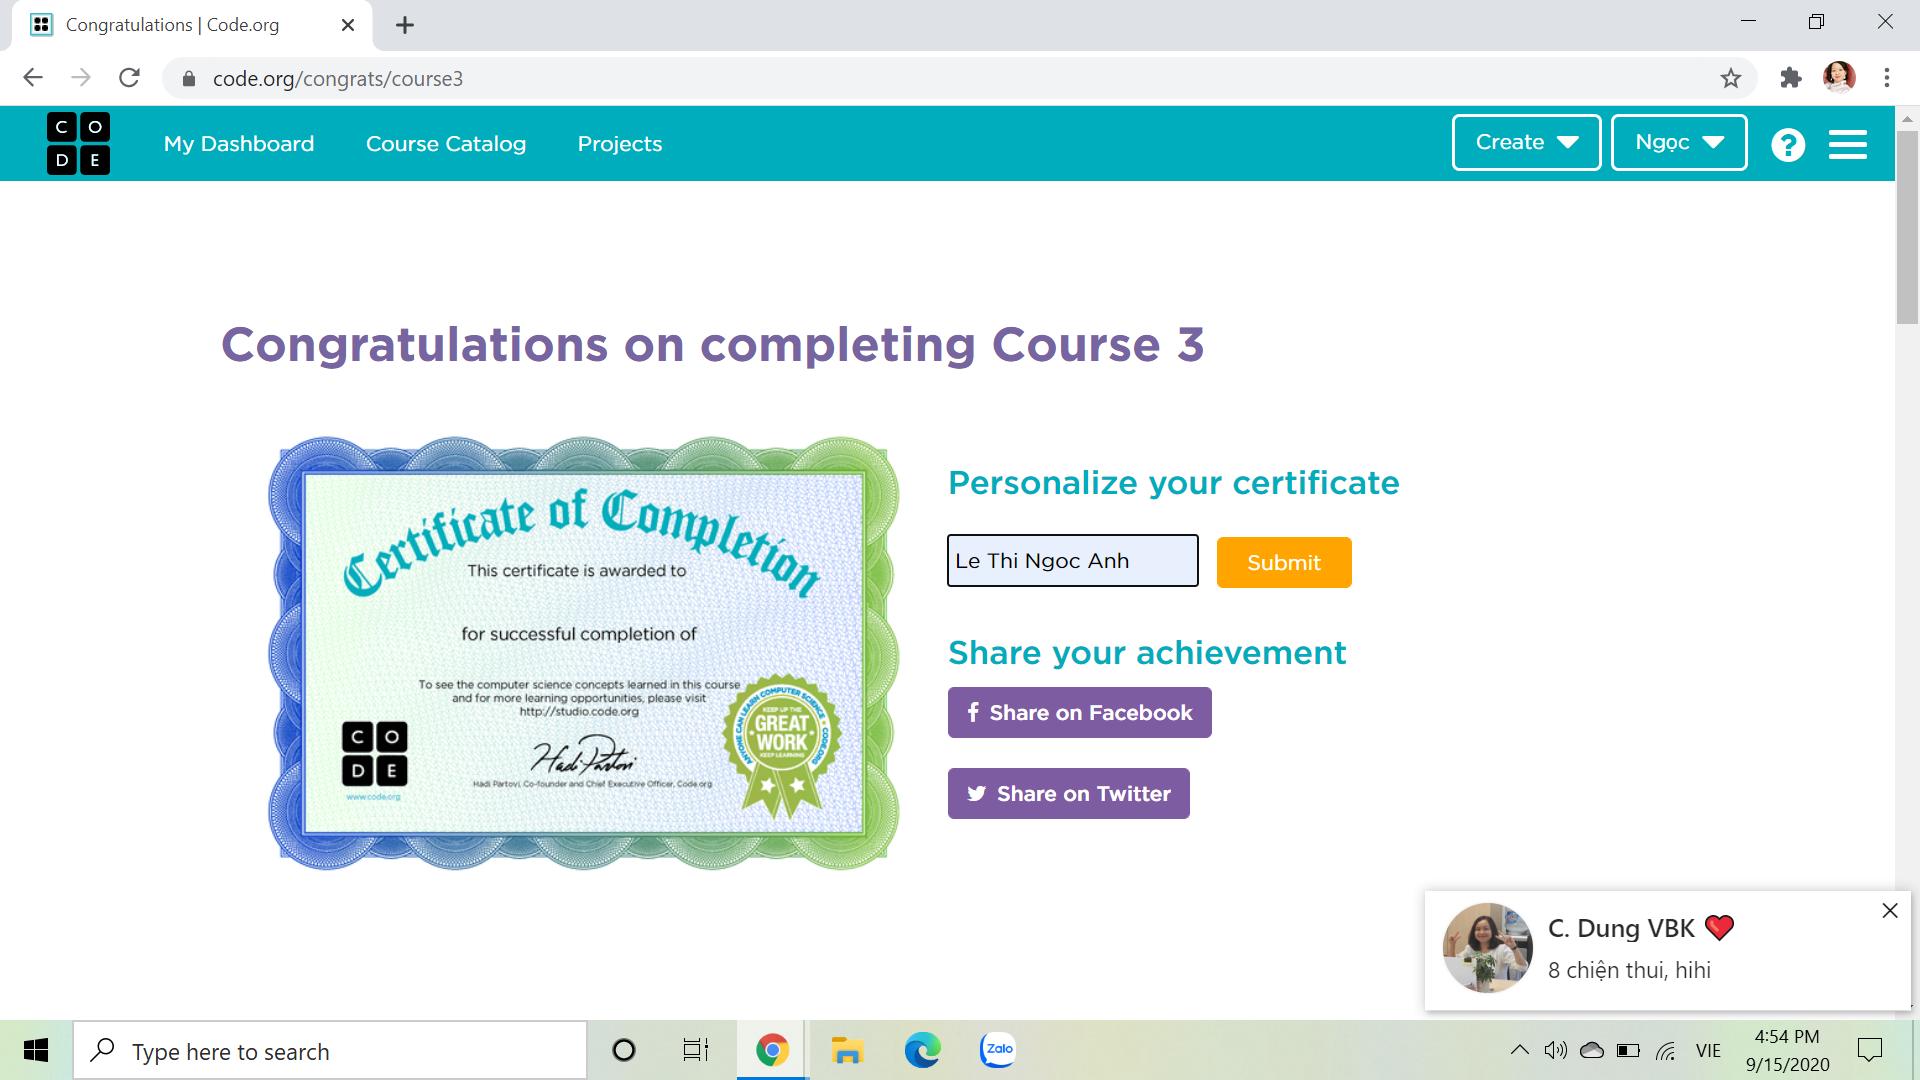 Congratulations | Code.org
code.org/congrats/course3
C O
D E
My Dashboard
Course Catalog
Projects
Create
Ngọc
?
Congratulations on completing Course 3
Certificate of Completion
This certificate is awarded to
for successful completion of
To see the computer science concepts learned in this course
and for more learning opportunities, please visit
http://studio.code.org
C O
D E
www.code.org
Hadi Partovi
Hadi Partovi, Co-founder and Chief Executive Officer, Code.org
ANYONE CAN LEARN COMPUTER SCIENCE
CODE.ORG
KEEP UP THE
GREAT
WORK
KEEP LEARNING
Personalize your certificate
Le Thi Ngoc Anh
Submit
Share your achievement
f Share on Facebook
Share on Twitter
C. Dung VBK ❤️
8 chiện thui, hihi
Type here to search
Zalo
VIE
4:54 PM
9/15/2020